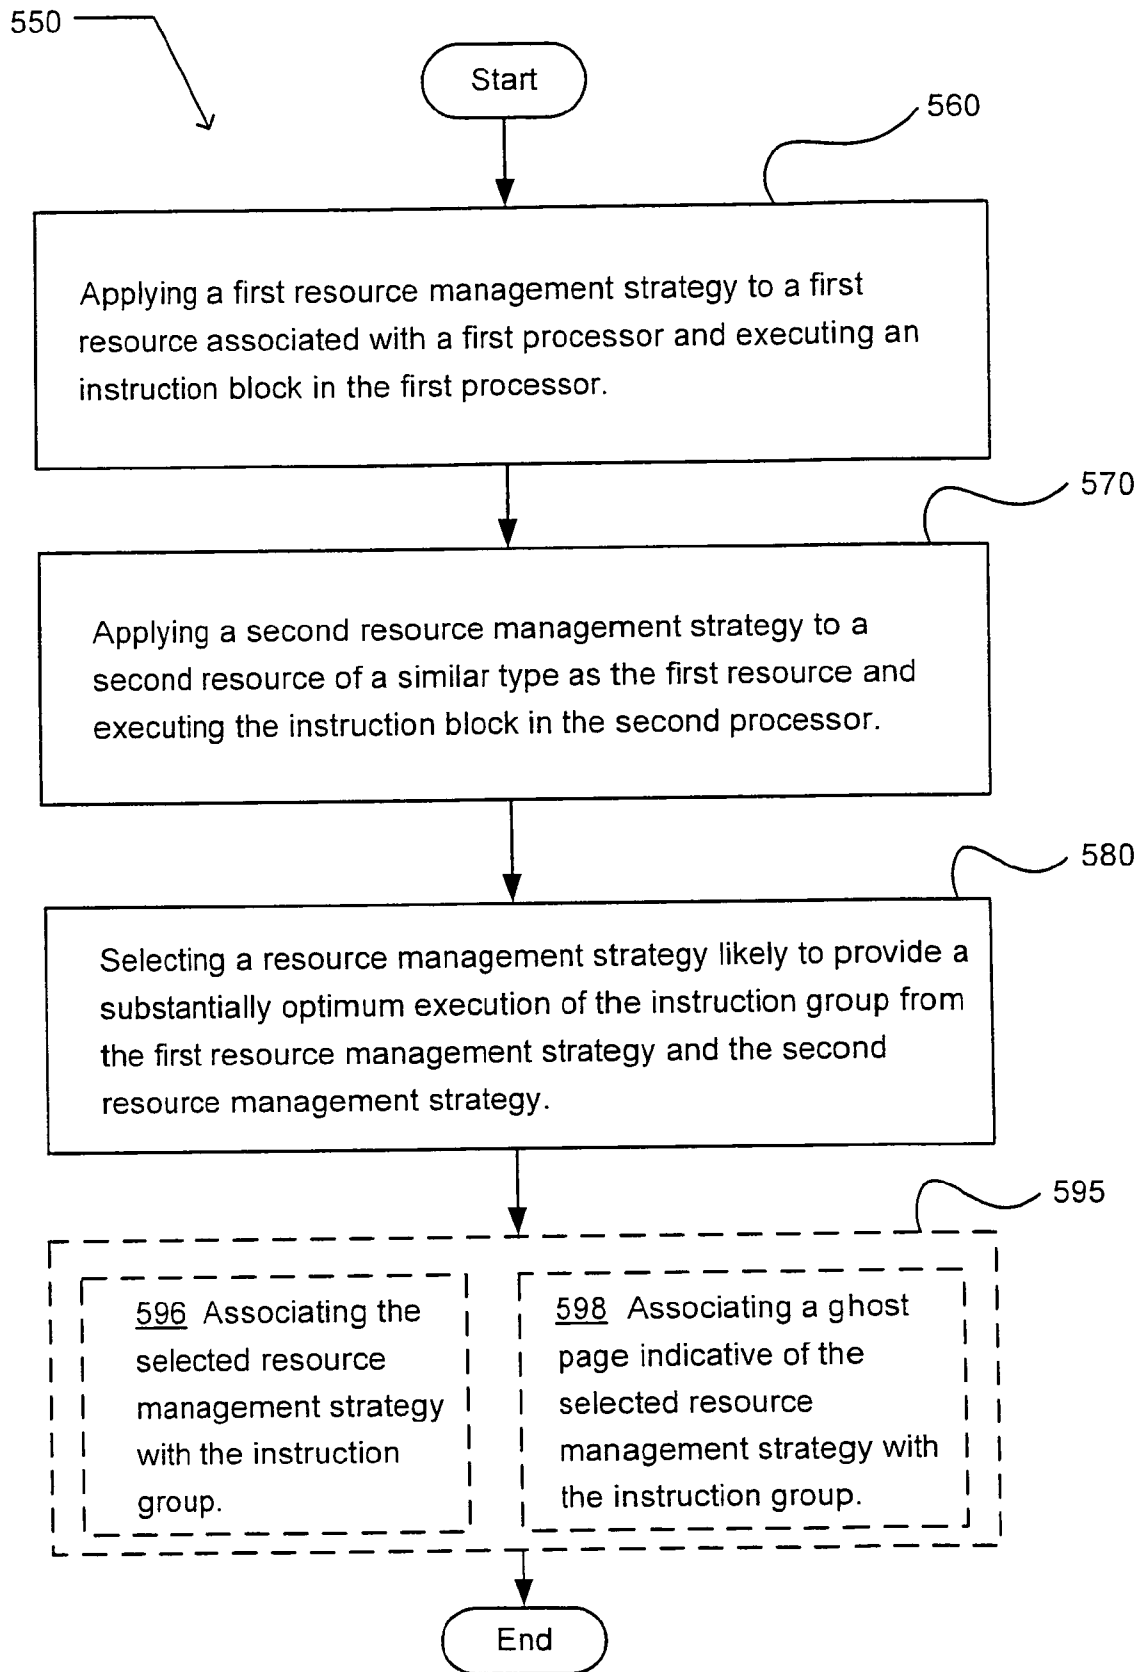 550
Start
560
Applying a first resource management strategy to a first
resource associated with a first processor and executing an
instruction block in the first processor.
570
Applying a second resource management strategy to a
second resource of a similar type as the first resource and
executing the instruction block in the second processor.
580
Selecting a resource management strategy likely to provide a
substantially optimum execution of the instruction group from
the first resource management strategy and the second
resource management strategy.
595
596 Associating the
selected resource
management strategy
with the instruction
group.
598 Associating a ghost
page indicative of the
selected resource
management strategy with
the instruction group.
End